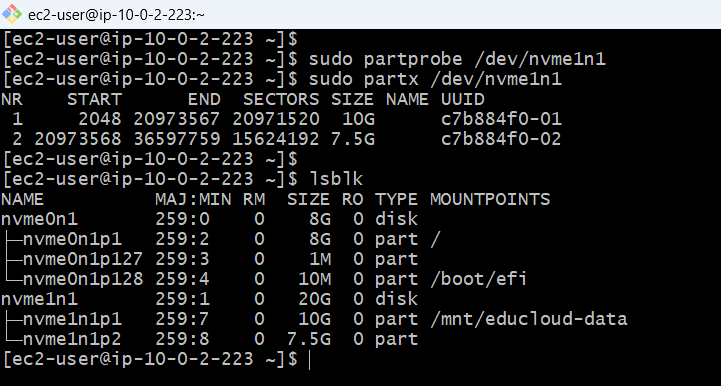 ec2-user@ip-10-0-2-223:~
[ec2-user@ip-10-0-2-223 ~]$
[ec2-user@ip-10-0-2-223 ~]$ sudo partprobe /dev/nvme1n1
[ec2-user@ip-10-0-2-223 ~]$ sudo partx /dev/nvme1n1
NR    START      END  SECTORS SIZE NAME UUID
 1     2048 20973567 20971520  10G      c7b884f0-01
 2 20973568 36597759 15624192 7.5G      c7b884f0-02
[ec2-user@ip-10-0-2-223 ~]$
[ec2-user@ip-10-0-2-223 ~]$ lsblk
NAME          MAJ:MIN RM  SIZE RO TYPE MOUNTPOINTS
nvme0n1       259:0    0    8G  0 disk
├─nvme0n1p1   259:2    0    8G  0 part /
├─nvme0n1p127 259:3    0    1M  0 part
└─nvme0n1p128 259:4    0   10M  0 part /boot/efi
nvme1n1       259:1    0   20G  0 disk
├─nvme1n1p1   259:7    0   10G  0 part /mnt/educloud-data
└─nvme1n1p2   259:8    0  7.5G  0 part
[ec2-user@ip-10-0-2-223 ~]$